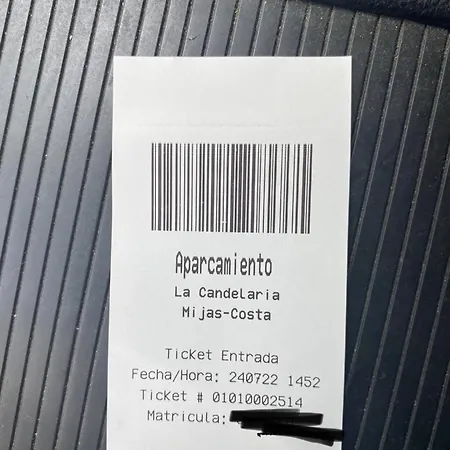 Aparcamiento
La Candelaria
Mijas-Costa
Ticket Entrada
Fecha/Hora: 240722 1452
Ticket # 01010002514
Matricula: